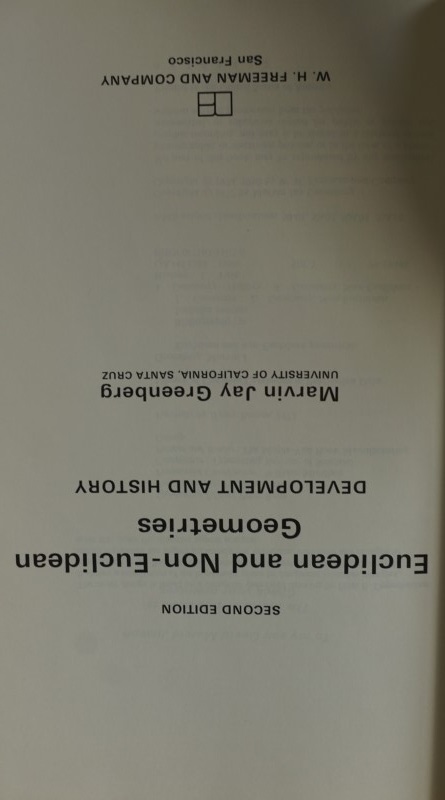 SECOND EDITION
Euclidean and Non-Euclidean
Geometries
DEVELOPMENT AND HISTORY
Marvin Jay Greenberg
UNIVERSITY OF CALIFORNIA, SANTA CRUZ
W. H. FREEMAN AND COMPANY
San Francisco